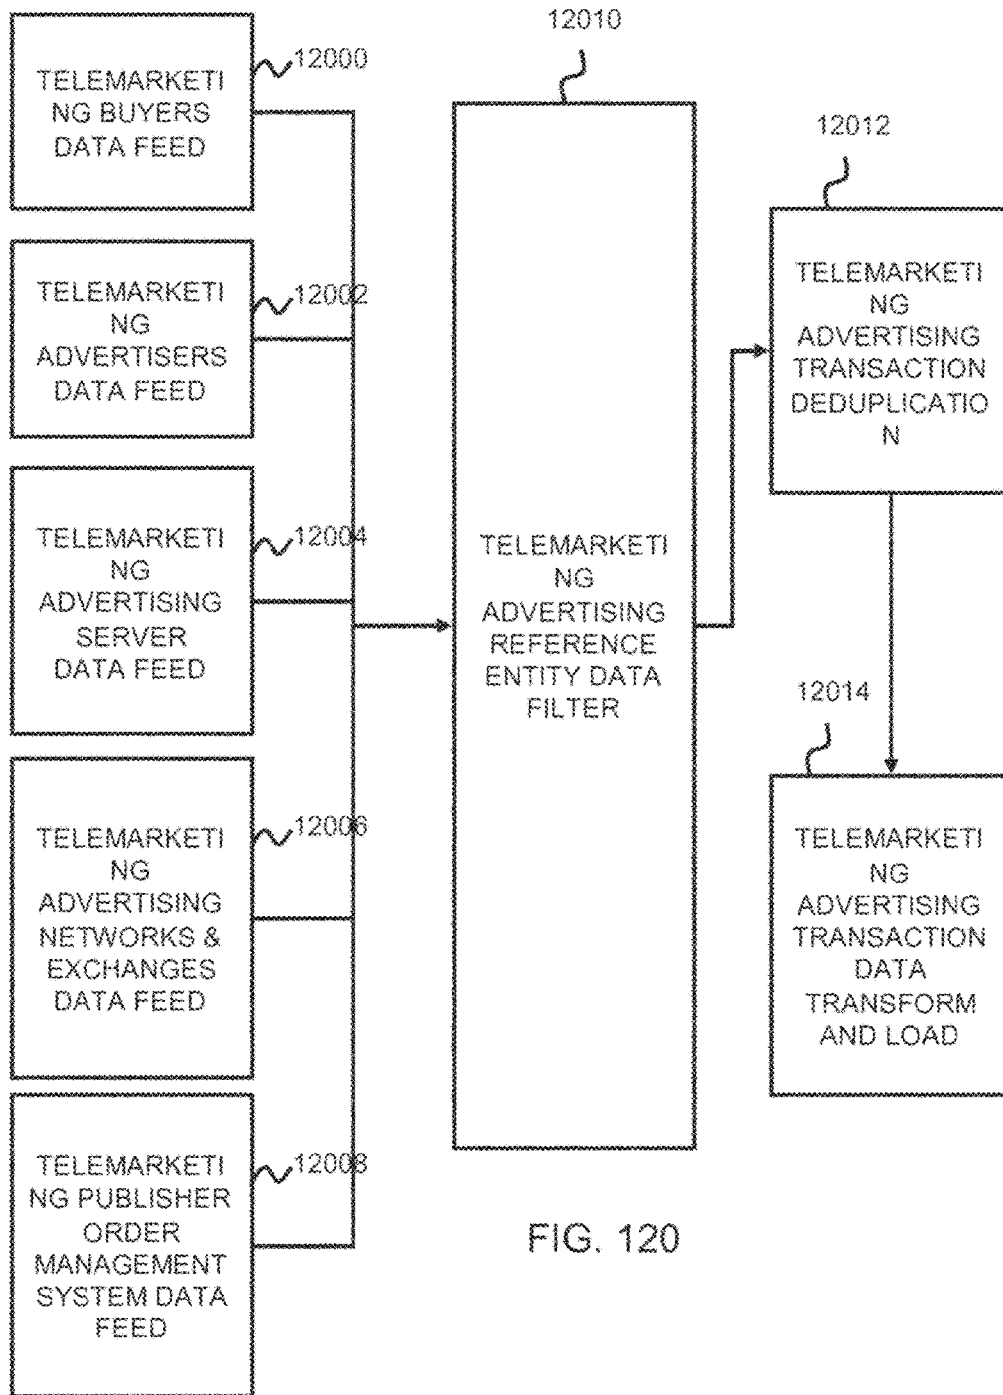 12000
TELEMARKETI
NG BUYERS
DATA FEED
12002
TELEMARKETI
NG
ADVERTISERS
DATA FEED
12004
TELEMARKETI
NG
ADVERTISING
SERVER
DATA FEED
12006
TELEMARKETI
NG
ADVERTISING
NETWORKS &
EXCHANGES
DATA FEED
12008
TELEMARKETI
NG PUBLISHER
ORDER
MANAGEMENT
SYSTEM DATA
FEED
12010
TELEMARKETI
NG
ADVERTISING
REFERENCE
ENTITY DATA
FILTER
12012
TELEMARKETI
NG
ADVERTISING
TRANSACTION
DEDUPLICATIO
N
12014
TELEMARKETI
NG
ADVERTISING
TRANSACTION
DATA
TRANSFORM
AND LOAD
FIG. 120